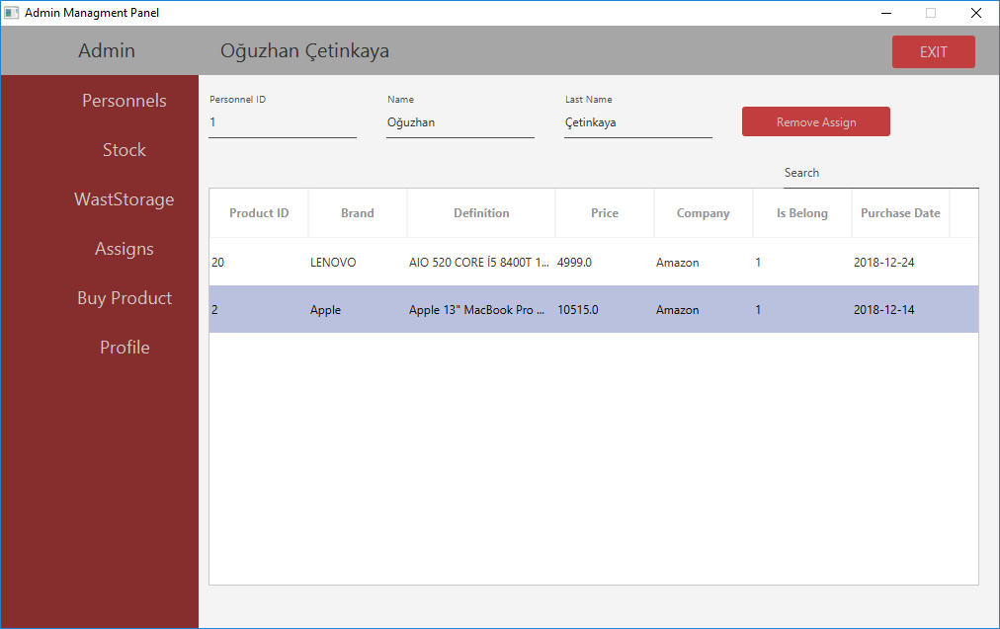 Admin Managment Panel
Admin Oğuzhan Çetinkaya EXIT
Personnels
Stock
WastStorage
Assigns
Buy Product
Profile
Personnel ID Name Last Name
1 Oğuzhan Çetinkaya Remove Assign
Search
Product ID Brand Definition Price Company Is Belong Purchase Date
20 LENOVO AIO 520 CORE İ5 8400T 1... 4999.0 Amazon 1 2018-12-24
2 Apple Apple 13" MacBook Pro ... 10515.0 Amazon 1 2018-12-14